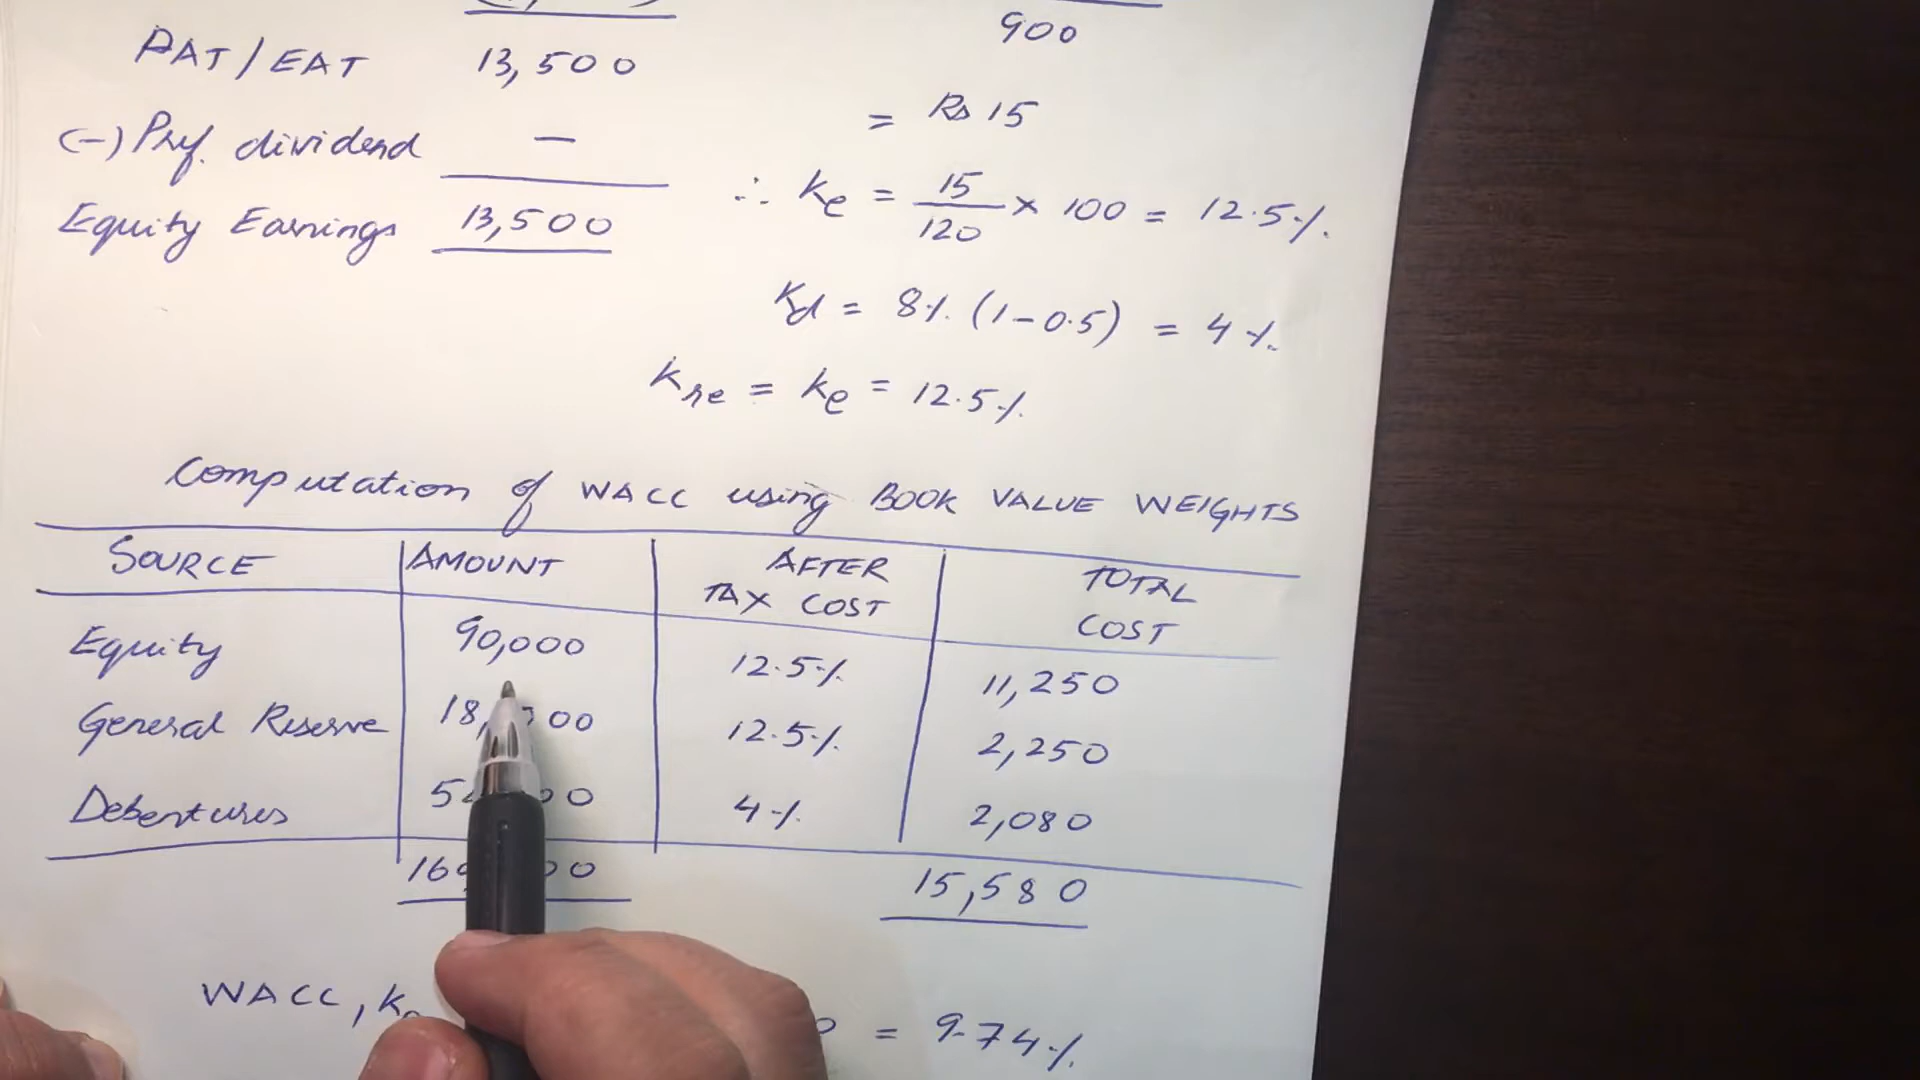 900
PAT/EAT 13,500
= Rs 15
(-) Pref. dividend —
∴ ke = 15/120 × 100 = 12.5%.
Equity Earnings 13,500
Kd = 8%. (1-0.5) = 4%.
kre = ke = 12.5%.
Computation of WACC using BOOK VALUE WEIGHTS
SOURCE AMOUNT AFTER TAX COST TOTAL COST
Equity 90,000 12.5%. 11,250
General Reserve 12.5%. 2,250
Debentures 4%. 2,080
15,580
WACC, = 9.74%.